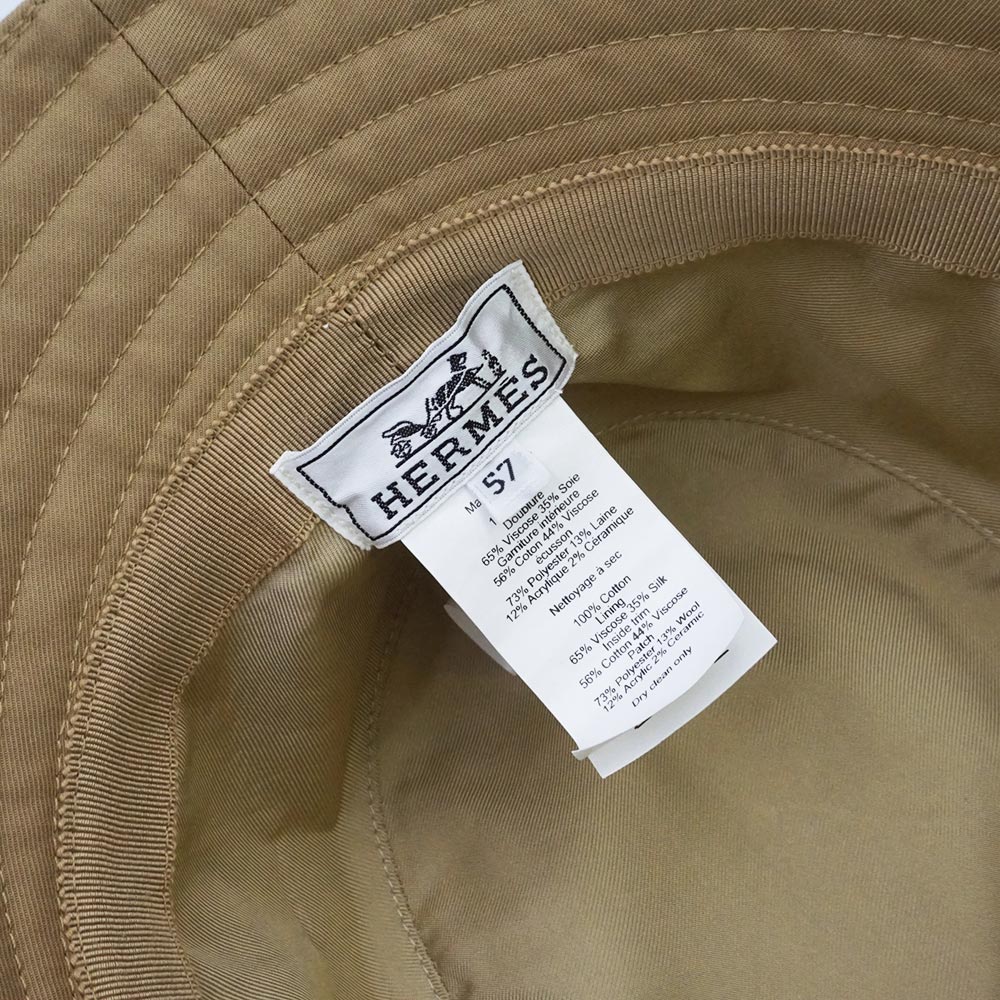 HERMES
57
Ma
1
Doublure
65% Viscose 35% Soie
Garniture intérieure
56% Coton 44% Viscose
écusson
73% Polyester 13% Laine
12% Acrylique 2% Céramique
Nettoyage à sec
100% Cotton
Lining
65% Viscose 35% Silk
Inside trim
56% Cotton 44% Viscose
Patch
73% Polyester 13% Wool
12% Acrylic 2% Ceramic
Dry clean only